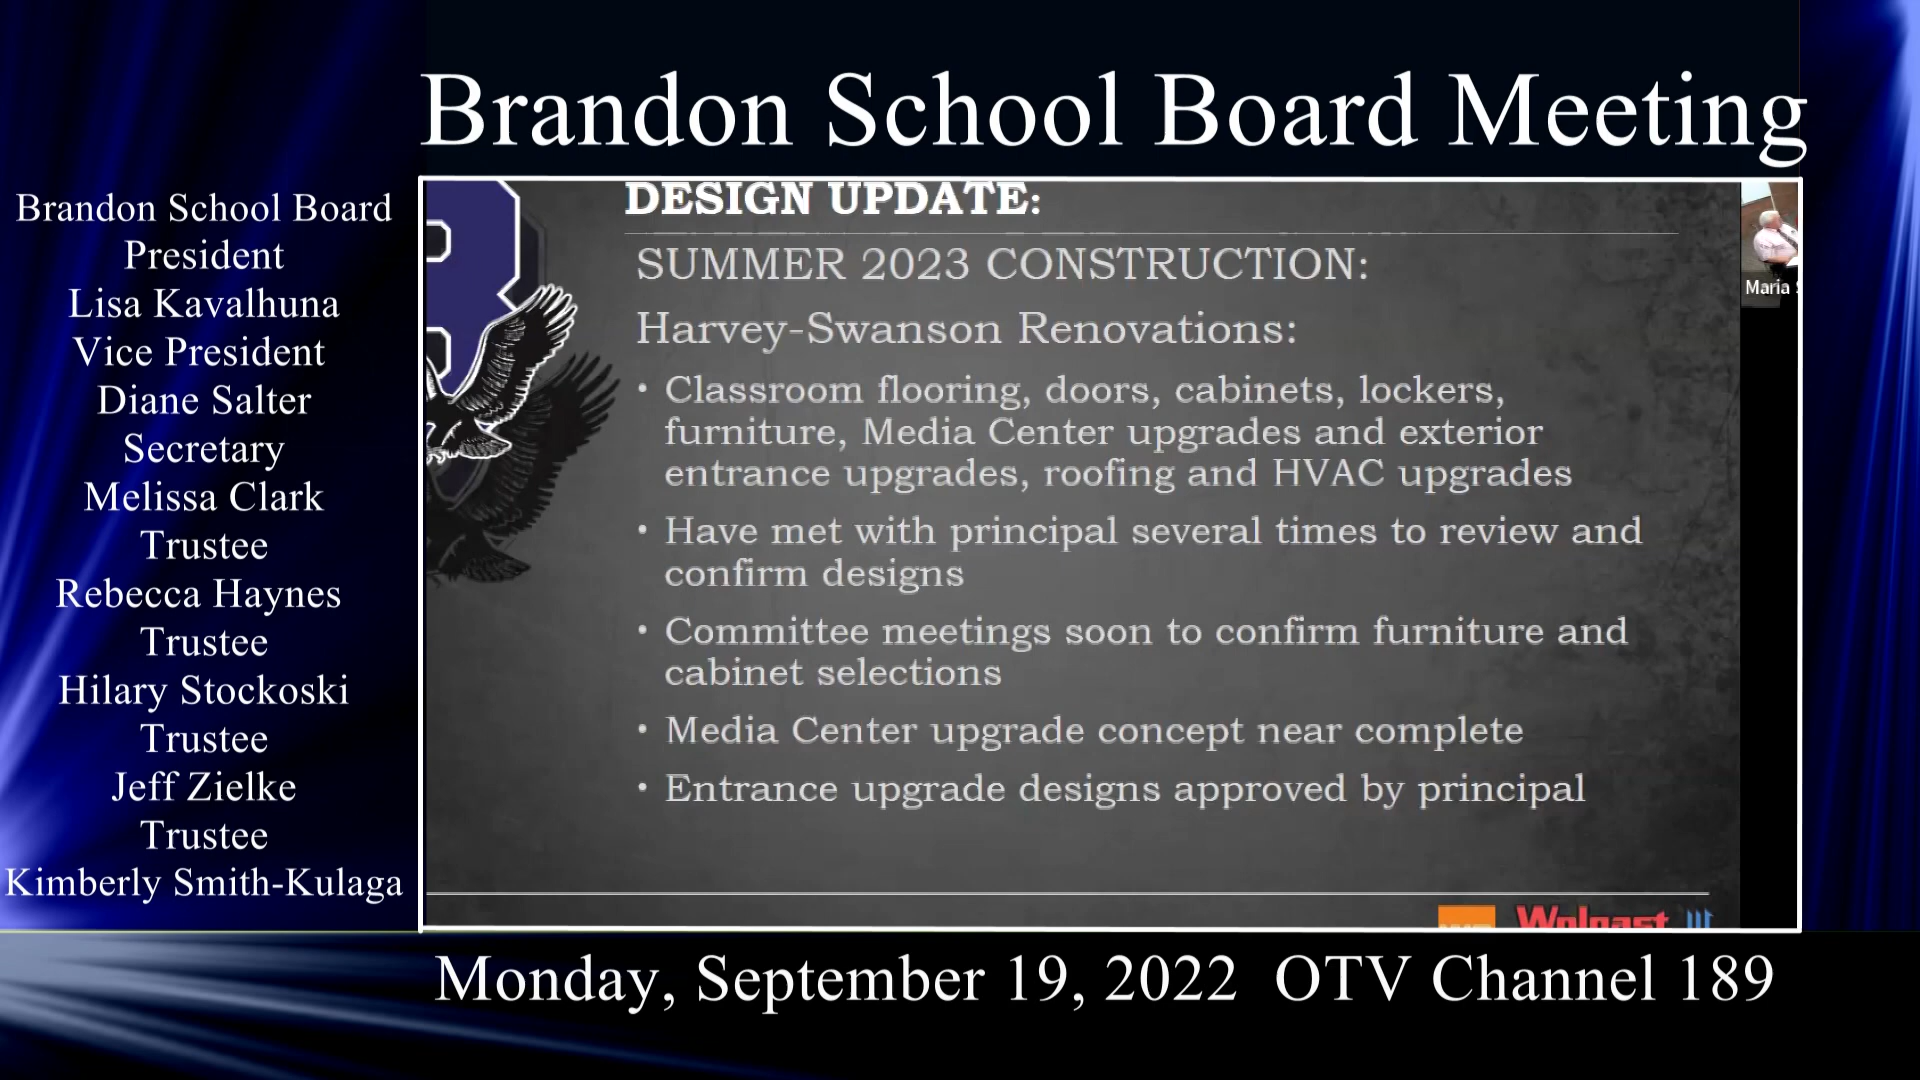 Brandon School Board Meeting
Brandon School Board
President
Lisa Kavalhuna
Vice President
Diane Salter
Secretary
Melissa Clark
Trustee
Rebecca Haynes
Trustee
Hilary Stockoski
Trustee
Jeff Zielke
Trustee
Kimberly Smith-Kulaga
DESIGN UPDATE:
SUMMER 2023 CONSTRUCTION:
Harvey-Swanson Renovations:
• Classroom flooring, doors, cabinets, lockers,
furniture, Media Center upgrades and exterior
entrance upgrades, roofing and HVAC upgrades
• Have met with principal several times to review and
confirm designs
• Committee meetings soon to confirm furniture and
cabinet selections
• Media Center upgrade concept near complete
• Entrance upgrade designs approved by principal
Maria
Wolgast
Monday, September 19, 2022 OTV Channel 189